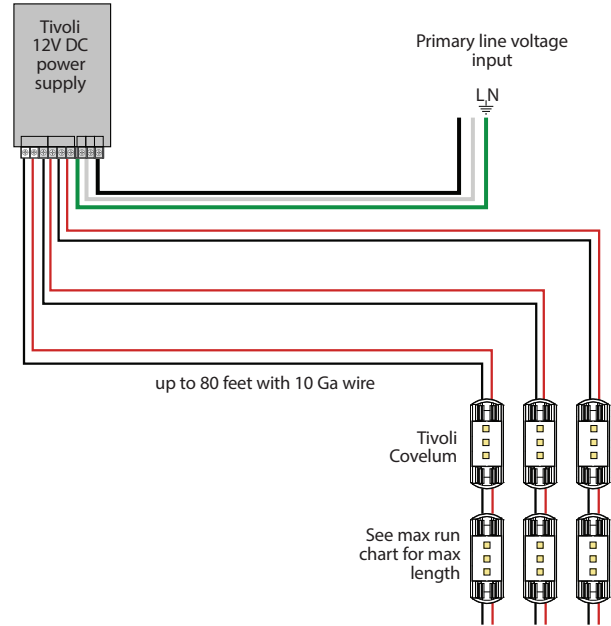 Tivoli
12V DC
power
supply
Primary line voltage
input
L N
up to 80 feet with 10 Ga wire
Tivoli
Covelum
See max run
chart for max
length